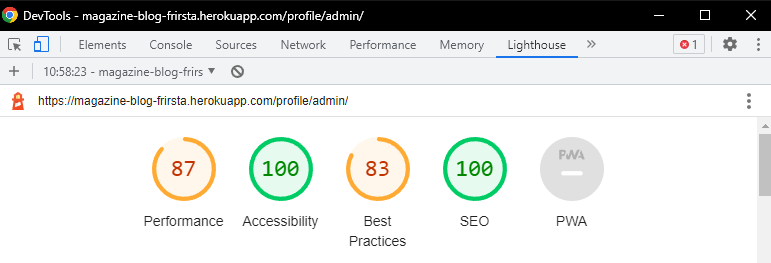 DevTools - magazine-blog-frirsta.herokuapp.com/profile/admin/
Elements Console Sources Network Performance Memory Lighthouse 1
10:58:23 - magazine-blog-frirs
https://magazine-blog-frirsta.herokuapp.com/profile/admin/
87 100 83 100 PWA
Performance Accessibility Best Practices SEO PWA